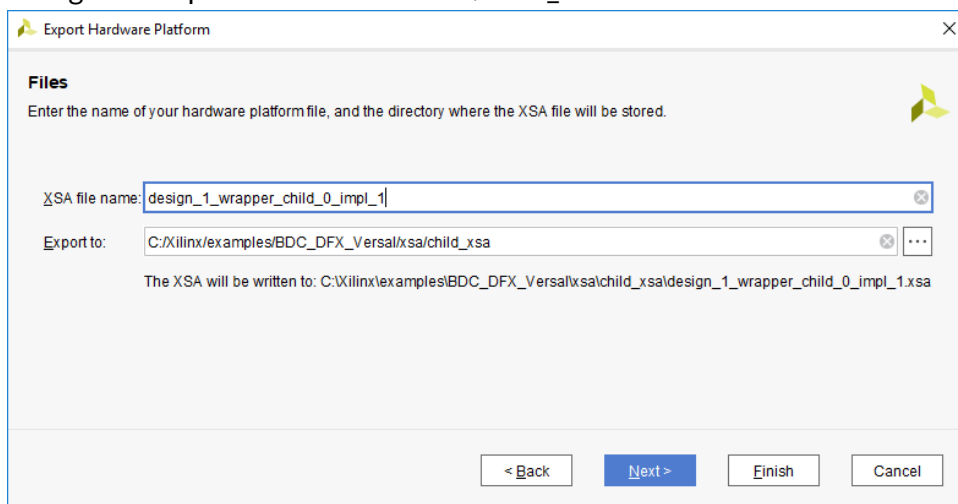 Export Hardware Platform
Files
Enter the name of your hardware platform file, and the directory where the XSA file will be stored.
XSA file name: design_1_wrapper_child_0_impl_1
Export to: C:/Xilinx/examples/BDC_DFX_Versal/xsa/child_xsa
The XSA will be written to: C:\Xilinx\examples\BDC_DFX_Versal\xsa\child_xsa\design_1_wrapper_child_0_impl_1.xsa
< Back Next > Finish Cancel